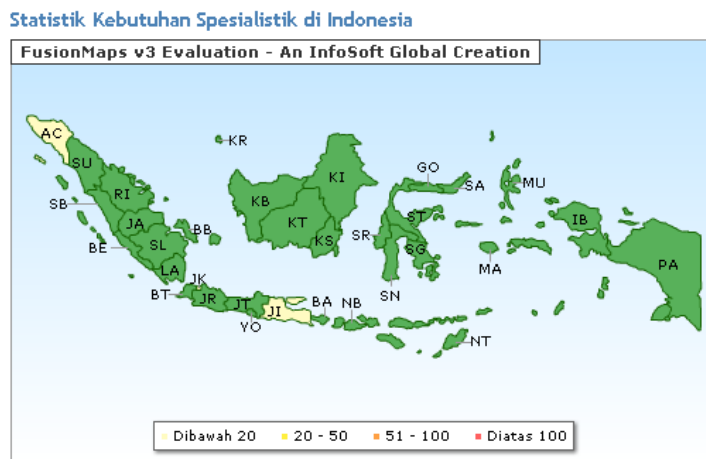 Statistik Kebutuhan Spesialistik di Indonesia
FusionMaps v3 Evaluation - An InfoSoft Global Creation
AC
SU
KR
RI
SB
KI
GO
SA
MU
KB
KT
KS
ST
IB
JA
BB
SL
BE
LA
SR
SG
MA
PA
SN
JK
BT
JR
JT
JI
YO
BA
NB
NT
Dibawah 20
20 - 50
51 - 100
Diatas 100